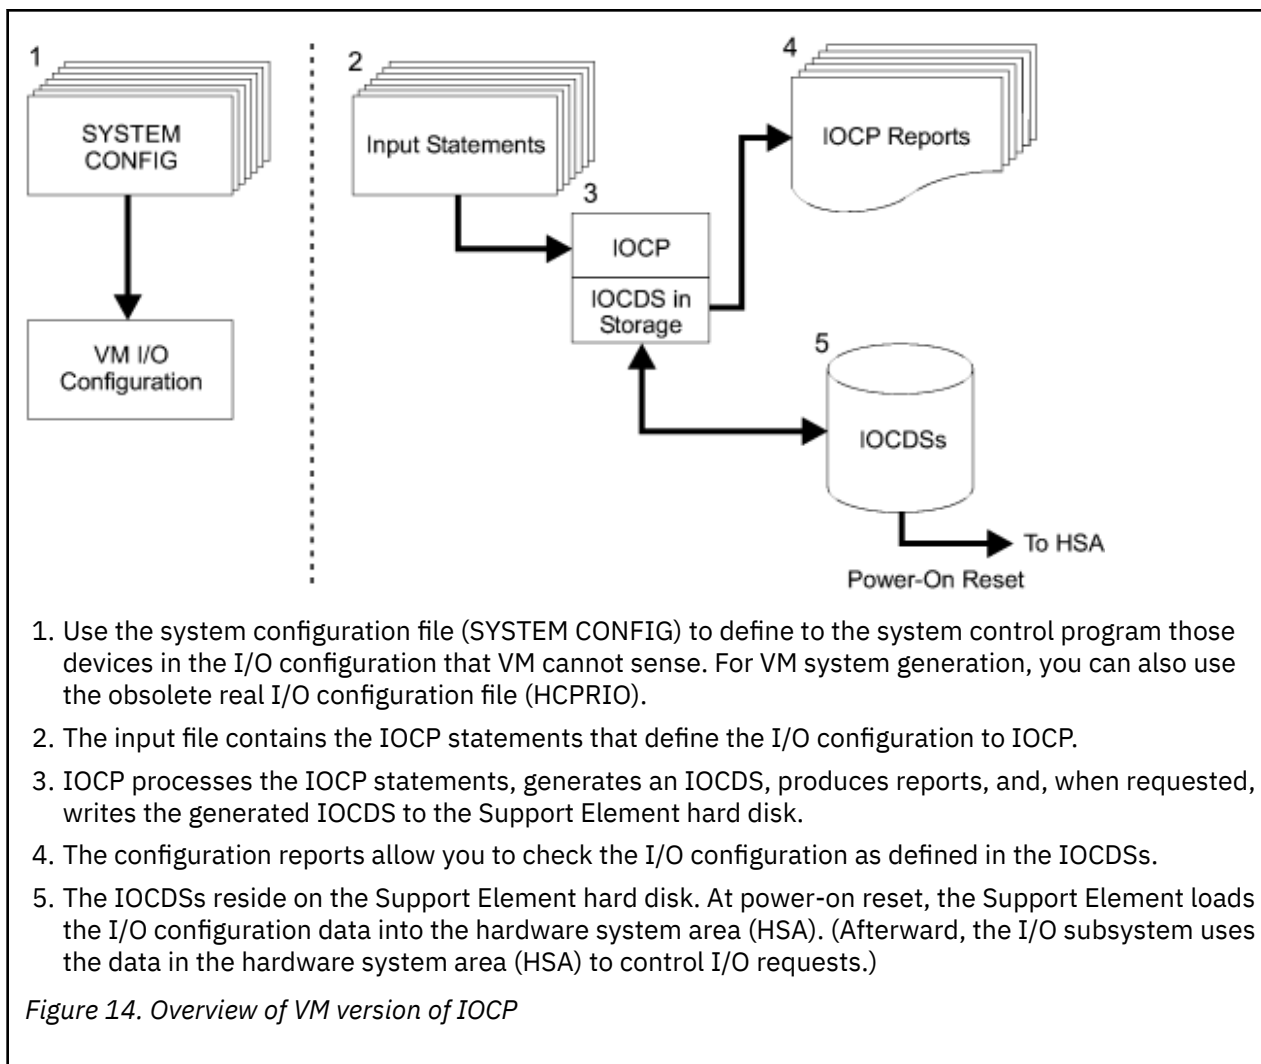 1
SYSTEM
CONFIG
VM I/O
Configuration
2
Input Statements
3
IOCP
IOCDS in
Storage
4
IOCP Reports
5
IOCDSs
To HSA
Power-On Reset
1. Use the system configuration file (SYSTEM CONFIG) to define to the system control program those
devices in the I/O configuration that VM cannot sense. For VM system generation, you can also use
the obsolete real I/O configuration file (HCPRIO).
2. The input file contains the IOCP statements that define the I/O configuration to IOCP.
3. IOCP processes the IOCP statements, generates an IOCDS, produces reports, and, when requested,
writes the generated IOCDS to the Support Element hard disk.
4. The configuration reports allow you to check the I/O configuration as defined in the IOCDSs.
5. The IOCDSs reside on the Support Element hard disk. At power-on reset, the Support Element loads
the I/O configuration data into the hardware system area (HSA). (Afterward, the I/O subsystem uses
the data in the hardware system area (HSA) to control I/O requests.)
Figure 14. Overview of VM version of IOCP